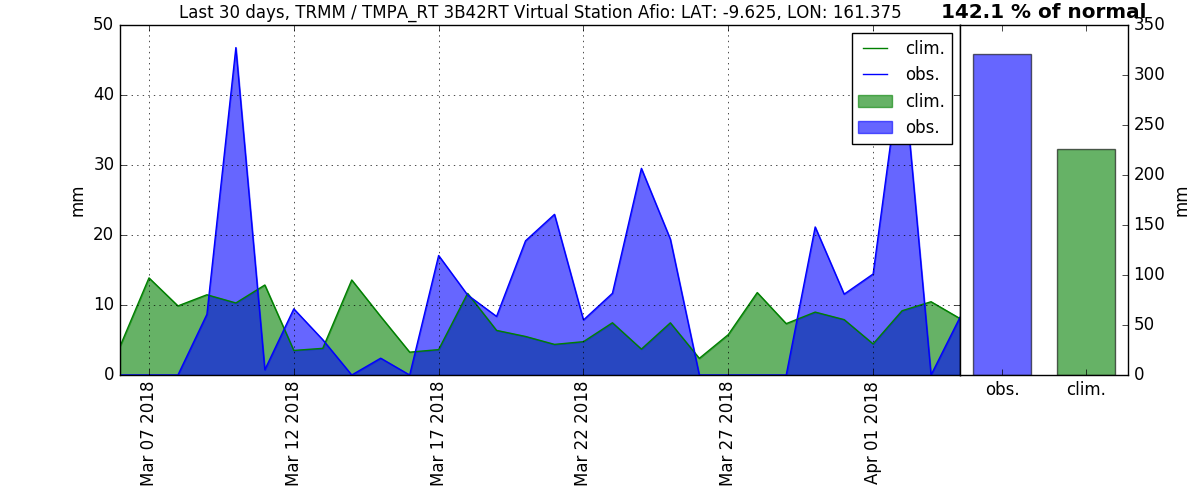 Last 30 days, TRMM / TMPA_RT 3B42RT Virtual Station Afio: LAT: -9.625, LON: 161.375
142.1 % of normal
50
40
30
20
10
0
mm
clim.
obs.
clim.
obs.
350
300
250
200
150
100
50
0
mm
Mar 07 2018
Mar 12 2018
Mar 17 2018
Mar 22 2018
Mar 27 2018
Apr 01 2018
obs.
clim.